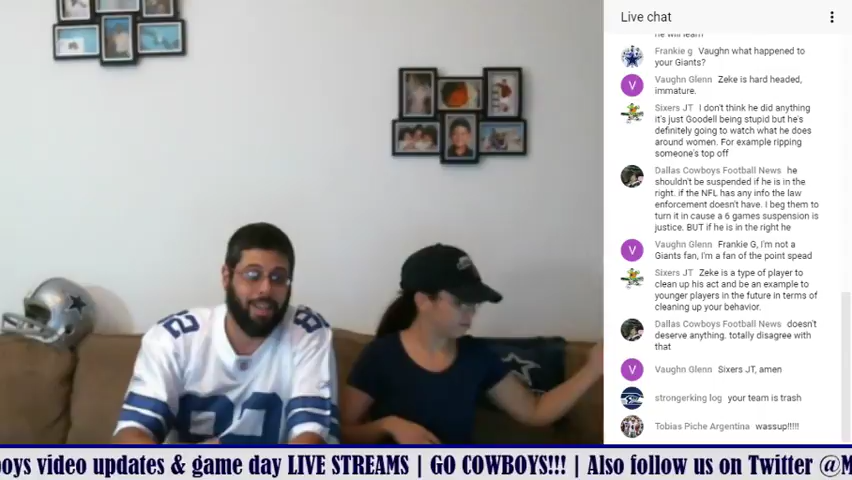 Live chat
he will learn
Frankie g Vaughn what happened to
your Giants?
Vaughn Glenn Zeke is hard headed,
immature.
Sixers JT I don't think he did anything
it's just Goodell being stupid but he's
definitely going to watch what he does
around women. For example ripping
someone's top off
Dallas Cowboys Football News he
shouldn't be suspended if he is in the
right. if the NFL has any info the law
enforcement doesn't have. I beg them to
turn it in cause a 6 games suspension is
justice. BUT if he is in the right he
Vaughn Glenn Frankie G, I'm not a
Giants fan, I'm a fan of the point spead
Sixers JT Zeke is a type of player to
clean up his act and be an example to
younger players in the future in terms of
cleaning up your behavior.
Dallas Cowboys Football News doesn't
deserve anything. totally disagree with
that
Vaughn Glenn Sixers JT, amen
strongerking log your team is trash
Tobias Piche Argentina wassup!!!!!
82
8
82
oys video updates & game day LIVE STREAMS | GO COWBOYS!!! | Also follow us on Twitter @M